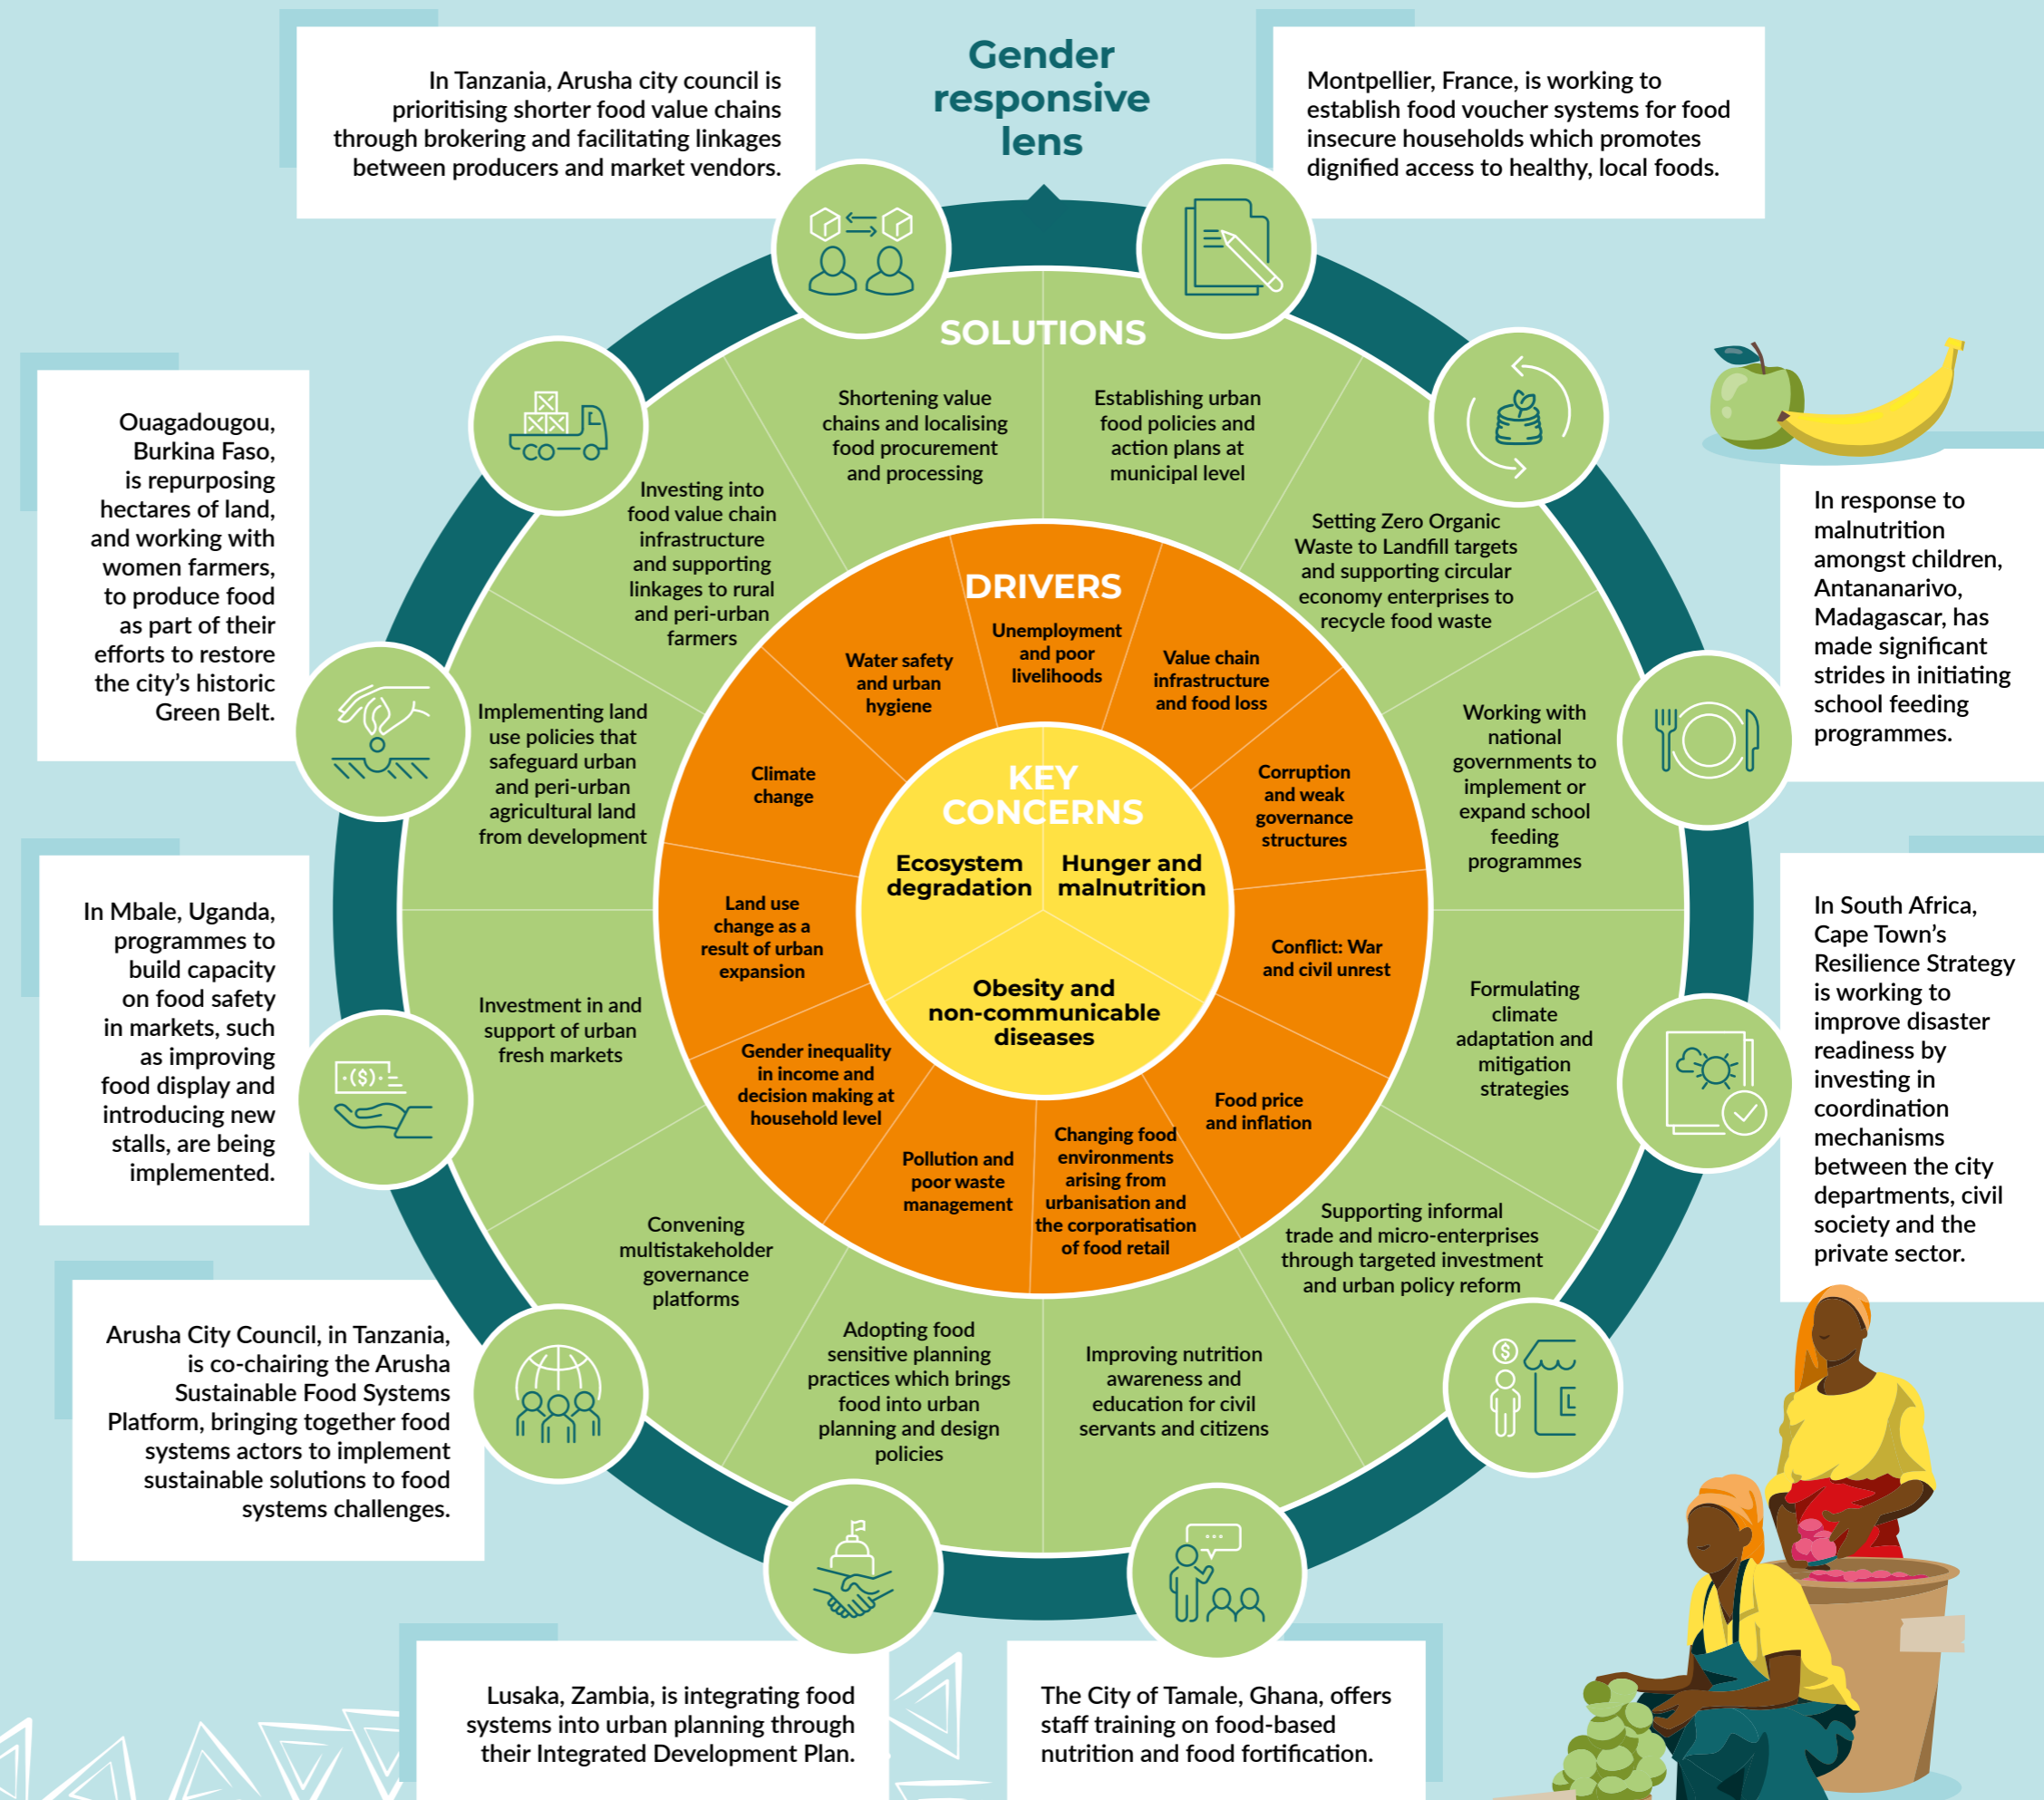 Gender
responsive
lens
In Tanzania, Arusha city council is
prioritising shorter food value chains
through brokering and facilitating linkages
between producers and market vendors.
Montpellier, France, is working to
establish food voucher systems for food
insecure households which promotes
dignified access to healthy, local foods.
Ouagadougou,
Burkina Faso,
is repurposing
hectares of land,
and working with
women farmers,
to produce food
as part of their
efforts to restore
the city's historic
Green Belt.
In response to
malnutrition
amongst children,
Antananarivo,
Madagascar, has
made significant
strides in initiating
school feeding
programmes.
In Mbale, Uganda,
programmes to
build capacity
on food safety
in markets, such
as improving
food display and
introducing new
stalls, are being
implemented.
In South Africa,
Cape Town's
Resilience Strategy
is working to
improve disaster
readiness by
investing in
coordination
mechanisms
between the city
departments, civil
society and the
private sector.
Arusha City Council, in Tanzania,
is co-chairing the Arusha
Sustainable Food Systems
Platform, bringing together food
systems actors to implement
sustainable solutions to food
systems challenges.
Lusaka, Zambia, is integrating food
systems into urban planning through
their Integrated Development Plan.
The City of Tamale, Ghana, offers
staff training on food-based
nutrition and food fortification.
SOLUTIONS
Shortening value
chains and localising
food procurement
and processing
Establishing urban
food policies and
action plans at
municipal level
Setting Zero Organic
Waste to Landfill targets
and supporting circular
economy enterprises to
recycle food waste
Working with
national
governments to
implement or
expand school
feeding
programmes
Formulating
climate
adaptation and
mitigation
strategies
Supporting informal
trade and micro-enterprises
through targeted investment
and urban policy reform
Improving nutrition
awareness and
education for civil
servants and citizens
Adopting food
sensitive planning
practices which brings
food into urban
planning and design
policies
Convening
multistakeholder
governance
platforms
Investment in and
support of urban
fresh markets
Implementing land
use policies that
safeguard urban
and peri-urban
agricultural land
from development
Investing into
food value chain
infrastructure
and supporting
linkages to rural
and peri-urban
farmers
DRIVERS
Unemployment
and poor
livelihoods
Value chain
infrastructure
and food loss
Corruption
and weak
governance
structures
Conflict: War
and civil unrest
Food price
and inflation
Changing food
environments
arising from
urbanisation and
the corporatisation
of food retail
Pollution and
poor waste
management
Gender inequality
in income and
decision making at
household level
Land use
change as a
result of urban
expansion
Climate
change
Water safety
and urban
hygiene
KEY
CONCERNS
Ecosystem
degradation
Hunger and
malnutrition
Obesity and
non-communicable
diseases
($)
$